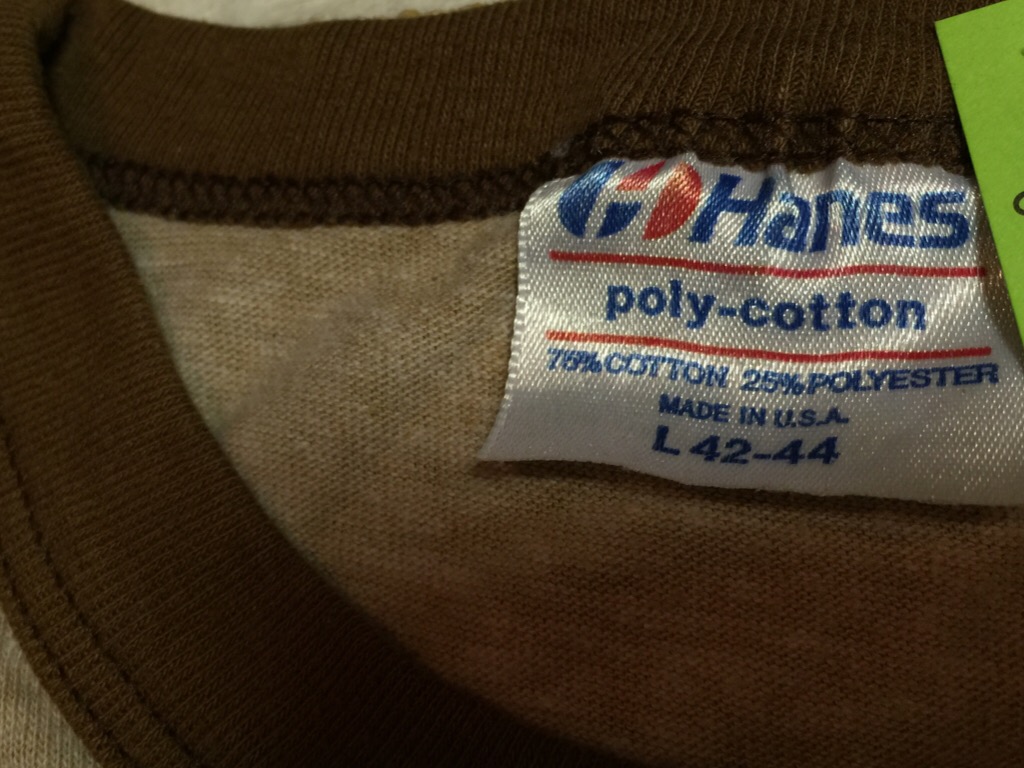 Hanes
poly-cotton
75% COTTON 25% POLYESTER
MADE IN U.S.A.
L 42-44